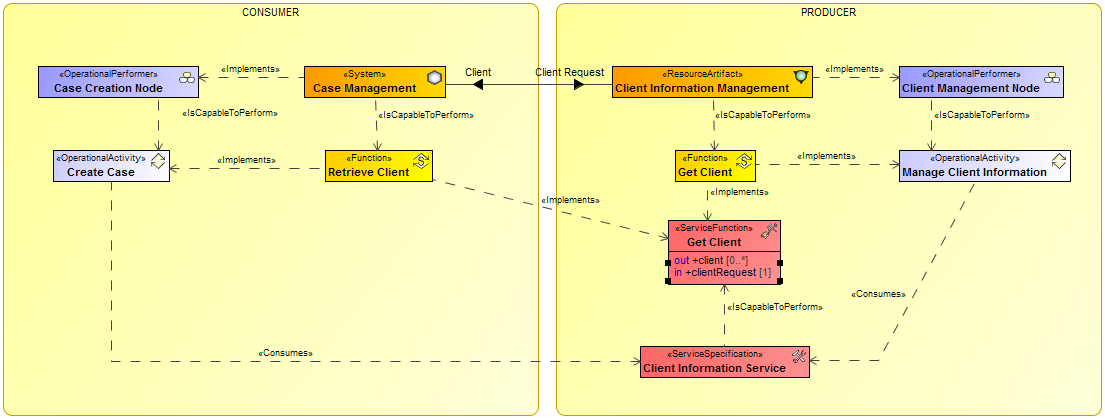 CONSUMER
PRODUCER
«OperationalPerformer»
Case Creation Node
«Implements»
«System»
Case Management
Client
Client Request
«ResourceArtifact»
Client Information Management
«Implements»
«OperationalPerformer»
Client Management Node
«IsCapableToPerform»
«IsCapableToPerform»
«IsCapableToPerform»
«IsCapableToPerform»
«OperationalActivity»
Create Case
«Implements»
«Function»
Retrieve Client
«Function»
Get Client
«Implements»
«OperationalActivity»
Manage Client Information
«Implements»
«Implements»
«ServiceFunction»
Get Client
out +client [0..*]
in +clientRequest [1]
«IsCapableToPerform»
«Consumes»
«Consumes»
«ServiceSpecification»
Client Information Service